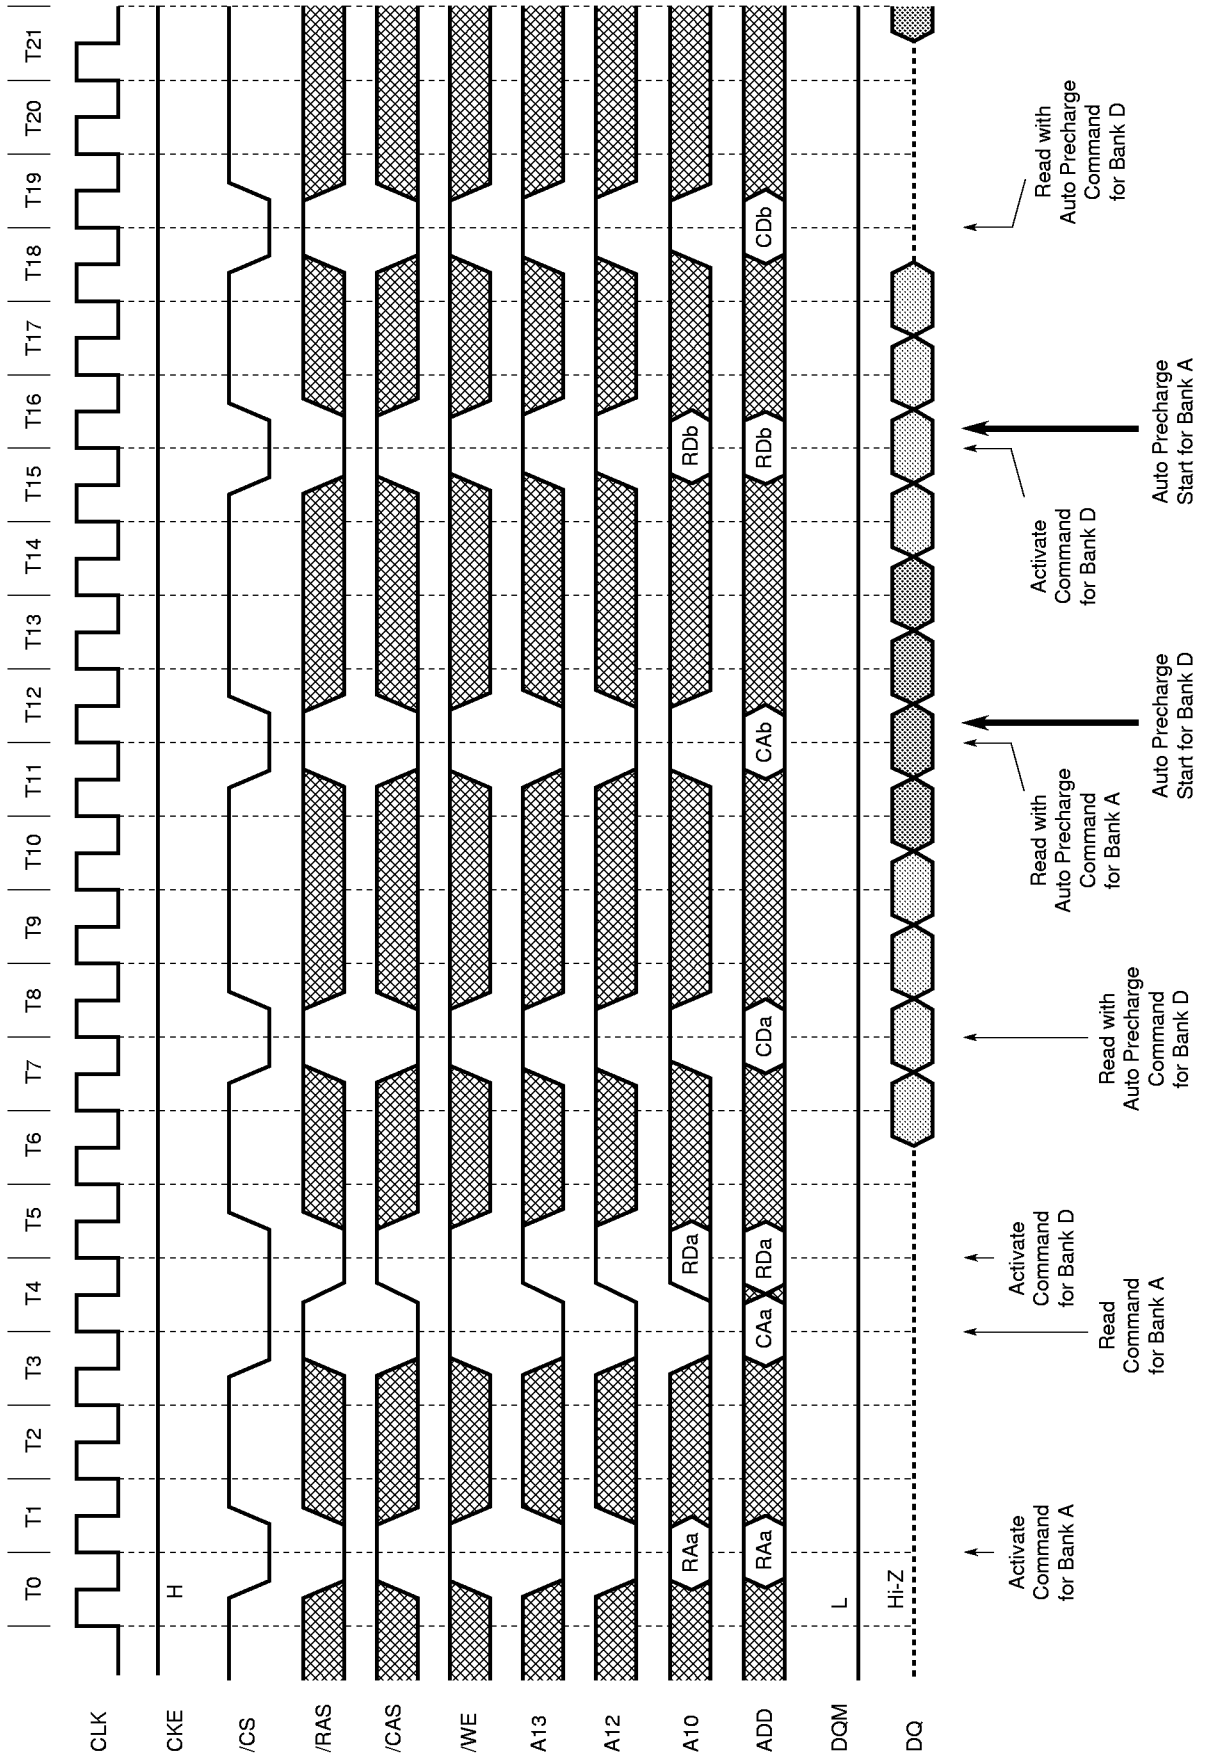 T0 T1 T2 T3 T4 T5 T6 T7 T8 T9 T10 T11 T12 T13 T14 T15 T16 T17 T18 T19 T20 T21
CLK
CKE H
/CS
/RAS
/CAS
/WE
A13
A12
A10 RAa RDa RDb
ADD RAa CAa RDa CDa CAb RDb CDb
DQM L
DQ Hi-Z
Activate
Command
for Bank A
Read
Command
for Bank A
Activate
Command
for Bank D
Read with
Auto Precharge
Command
for Bank D
Read with
Auto Precharge
Command
for Bank A
Auto Precharge
Start for Bank D
Activate
Command
for Bank D
Auto Precharge
Start for Bank A
Read with
Auto Precharge
Command
for Bank D